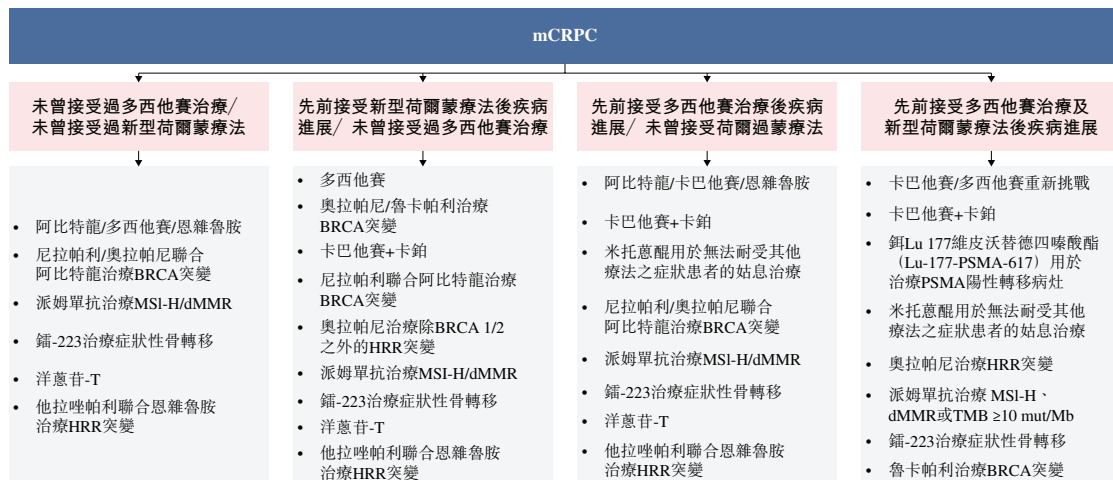 mCRPC
未曾接受過多西他賽治療/
未曾接受過新型荷爾蒙療法
• 阿比特龍/多西他賽/恩雜魯胺
• 尼拉帕利/奧拉帕尼聯合
阿比特龍治療BRCA突變
• 派姆單抗治療MSI-H/dMMR
• 鐳-223治療症狀性骨轉移
• 洋蔥苷-T
• 他拉唑帕利聯合恩雜魯胺
治療HRR突變
先前接受新型荷爾蒙療法後疾病
進展/ 未曾接受過多西他賽治療
• 多西他賽
• 奧拉帕尼/魯卡帕利治療
BRCA突變
• 卡巴他賽+卡鉑
• 尼拉帕利聯合阿比特龍治療
BRCA突變
• 奧拉帕尼治療除BRCA 1/2
之外的HRR突變
• 派姆單抗治療MSI-H/dMMR
• 鐳-223治療症狀性骨轉移
• 洋蔥苷-T
• 他拉唑帕利聯合恩雜魯胺
治療HRR突變
先前接受多西他賽治療後疾病
進展/ 未曾接受荷爾過蒙療法
• 阿比特龍/卡巴他賽/恩雜魯胺
• 卡巴他賽+卡鉑
• 米托蒽醌用於無法耐受其他
療法之症狀患者的姑息治療
• 尼拉帕利/奧拉帕尼聯合
阿比特龍治療BRCA突變
• 派姆單抗治療MSI-H/dMMR
• 鐳-223治療症狀性骨轉移
• 洋蔥苷-T
• 他拉唑帕利聯合恩雜魯胺
治療HRR突變
先前接受多西他賽治療及
新型荷爾蒙療法後疾病進展
• 卡巴他賽/多西他賽重新挑戰
• 卡巴他賽+卡鉑
• 鉺Lu 177維皮沃替德四嗪酸酯
（Lu-177-PSMA-617）用於
治療PSMA陽性轉移病灶
• 米托蒽醌用於無法耐受其他
療法之症狀患者的姑息治療
• 奧拉帕尼治療HRR突變
• 派姆單抗治療 MSI-H、
dMMR或TMB ≥10 mut/Mb
• 鐳-223治療症狀性骨轉移
• 魯卡帕利治療BRCA突變